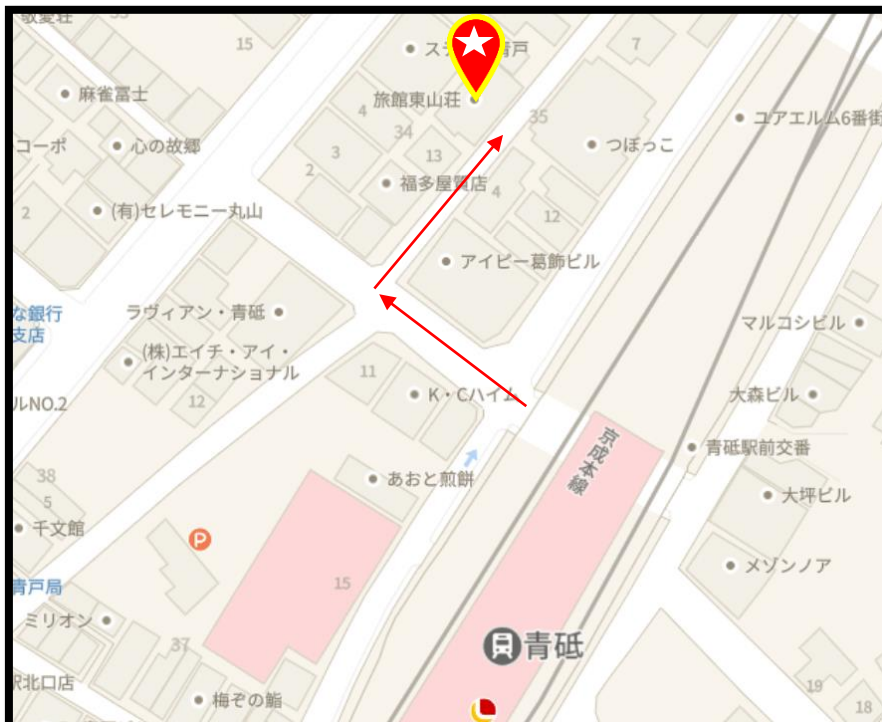 敬愛荘
33
15
7
麻雀冨士
旅館東山荘
4
35
ユアエルム6番街
コーポ
心の故郷
34
つぼっこ
3
13
2
福多屋質店
4
2
(有)セレモニー丸山
12
アイピー葛飾ビル
な銀行
支店
ラヴィアン・青砥
マルコシビル
(株)エイチ・アイ・
インターナショナル
11
K・Cハイム
大森ビル
ルNO.2
12
京成本線
青砥駅前交番
38
あおと煎餅
5
大坪ビル
千文館
P
メゾンノア
青戸局
15
ミリオン
37
青砥
駅北口店
梅ぞの鮨
19
18